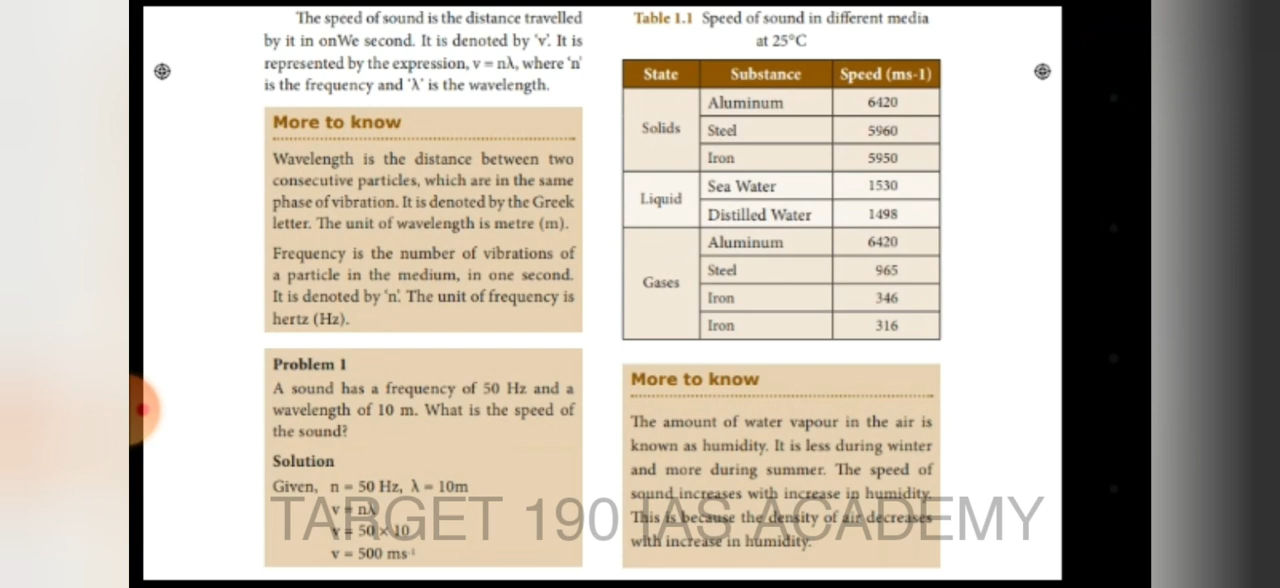 The speed of sound is the distance travelled
by it in onWe second. It is denoted by 'v'. It is
represented by the expression, v = nλ, where 'n'
is the frequency and 'λ' is the wavelength.
More to know
Wavelength is the distance between two
consecutive particles, which are in the same
phase of vibration. It is denoted by the Greek
letter. The unit of wavelength is metre (m).
Frequency is the number of vibrations of
a particle in the medium, in one second.
It is denoted by 'n'. The unit of frequency is
hertz (Hz).
Problem 1
A sound has a frequency of 50 Hz and a
wavelength of 10 m. What is the speed of
the sound?
Solution
Given, n = 50 Hz, λ = 10m
v = nλ
v = 50 × 10
v = 500 ms-1
Table 1.1 Speed of sound in different media
at 25°C
State Substance Speed (ms-1)
Solids
Aluminum 6420
Steel 5960
Iron 5950
Liquid
Sea Water 1530
Distilled Water 1498
Gases
Aluminum 6420
Steel 965
Iron 346
Iron 316
More to know
The amount of water vapour in the air is
known as humidity. It is less during winter
and more during summer. The speed of
sound increases with increase in humidity.
This is because the density of air decreases
with increase in humidity.
TARGET 190 IAS ACADEMY